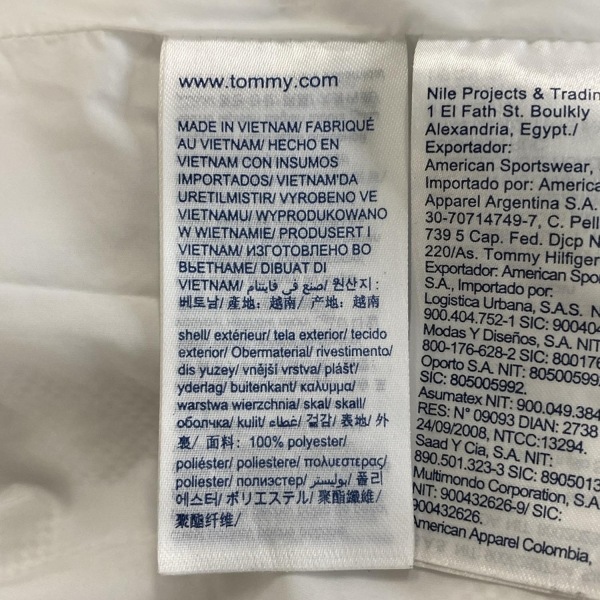 www.tommy.com
MADE IN VIETNAM/ FABRIQUÉ
AU VIETNAM/ HECHO EN
VIETNAM CON INSUMOS
IMPORTADOS/ VIETNAM'DA
URETILMISTIR/ VYROBENO VE
VIETNAMU/ WYPRODUKOWANO
W WIETNAMIE/ PRODUSERT I
VIETNAM/ ИЗГОТОВЛЕНО ВО
ВЬЕТНАМЕ/ DIBUAT DI
VIETNAM/ صنع في فايتنام/ 원산지:
베트남/ 產地: 越南/ 产地: 越南
shell/ extérieur/ tela exterior/ tecido
exterior/ Obermaterial/ rivestimento/
dis yuzey/ vnější vrstva/ plášť/
yderlag/ buitenkant/ καλυμμα/
warstwa wierzchnia/ skal/ skall/
оболочка/ kulit/ غطاء/ 겉감/ 表地/ 外
裏/ 面料: 100% polyester/
poliéster/ poliestere/ πολυεστερας/
poliester/ полиэстер/ بوليستر/ 폴리
에스터/ ポリエステル/ 聚酯纖維/
聚酯纤维/
Nile Projects & Tradin
1 El Fath St. Boulkly
Alexandria, Egypt./
Exportador:
American Sportswear,
Importado por: America
Apparel Argentina S.A.
30-70714749-7, C. Pell
739 5 Cap. Fed. Djcp N
220/As. Tommy Hilfiger
Exportador: American Spor
S.A., Importado por:
Logistica Urbana, S.A.S. N
900.404.752-1 SIC: 900404
Modas Y Diseños, S.A. NIT
800-176-628-2 SIC: 800176
Oporto S.A. NIT: 805005992
SIC: 805005992.
Asumatex NIT: 900.049.384
RES: N° 09093 DIAN: 2738
24/09/2008, NTCC:13294.
Saad Y Cia, S.A. NIT:
890.501.323-3 SIC: 8905013
Multimondo Corporation, S.A
NIT: 900432626-9/ SIC:
900432626.
American Apparel Colombia,